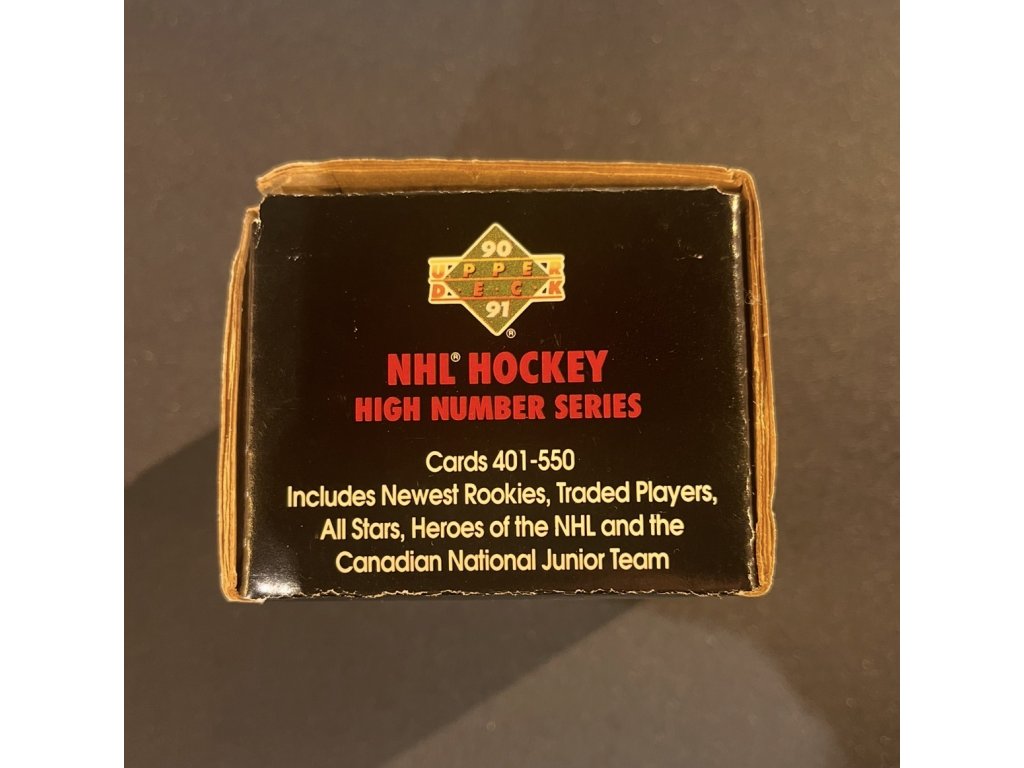 90
UPPER
DECK
91
®
NHL® HOCKEY
HIGH NUMBER SERIES
Cards 401-550
Includes Newest Rookies, Traded Players,
All Stars, Heroes of the NHL and the
Canadian National Junior Team